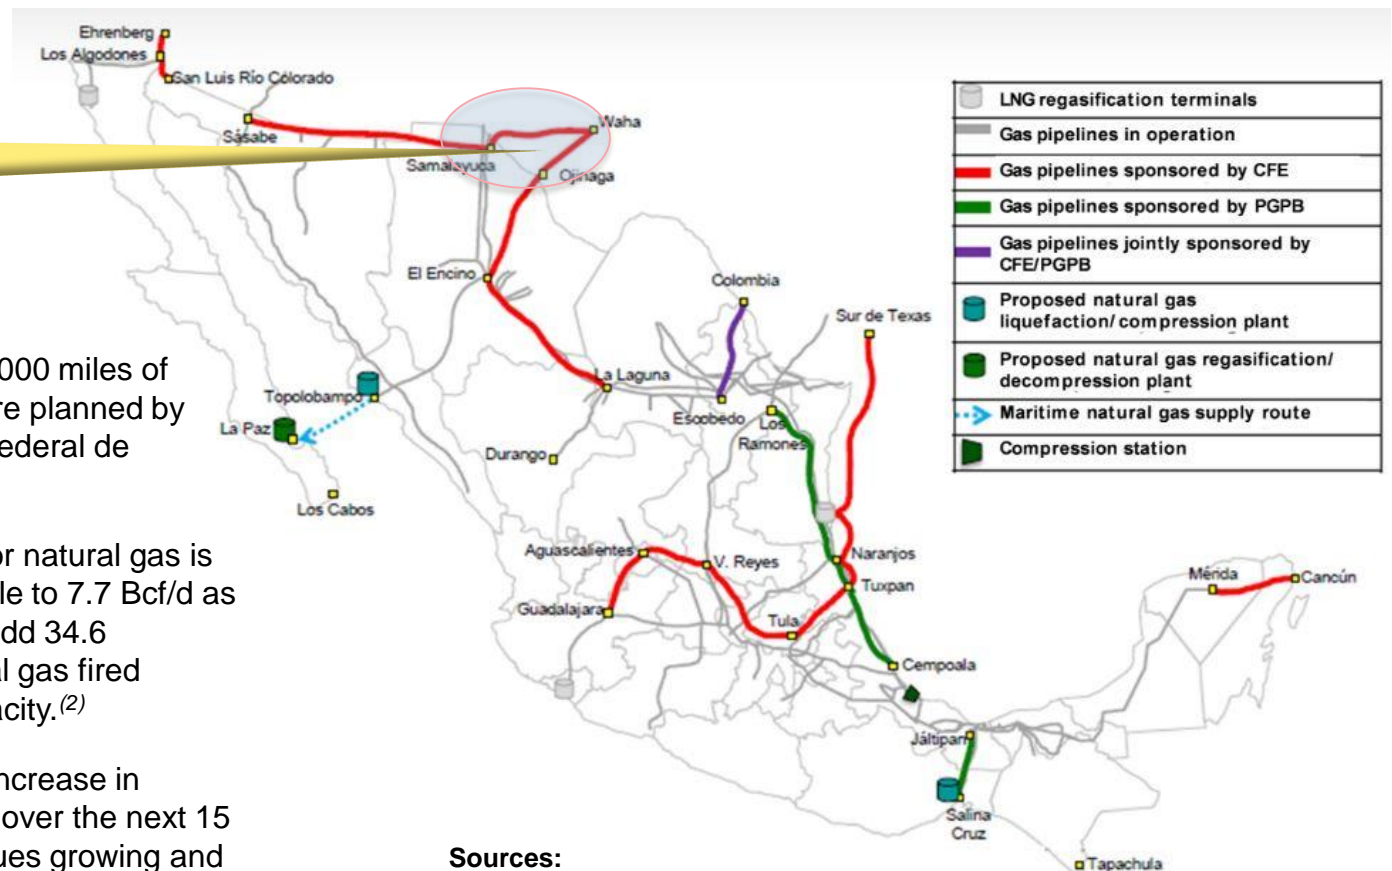 Ehrenberg
Los Algodones
San Luis Río Colorado
Sásabe
Waha
Samalayuca
Ojinaga
El Encino
Colombia
Sur de Texas
La Laguna
Topolobampo
La Paz
Escobedo
Los
Ramones
Durango
Los Cabos
Aguascalientes
V. Reyes
Naranjos
Tuxpan
Guadalajara
Tula
Mérida
Cancún
Cempoala
Jáltipan
Salina
Cruz
Tapachula
LNG regasification terminals
Gas pipelines in operation
Gas pipelines sponsored by CFE
Gas pipelines sponsored by PGPB
Gas pipelines jointly sponsored by
CFE/PGPB
Proposed natural gas
liquefaction/compression plant
Proposed natural gas regasification/
decompression plant
Maritime natural gas supply route
Compression station
000 miles of
re planned by
ederal de
or natural gas is
le to 7.7 Bcf/d as
dd 34.6
al gas fired
acity.(2)
ncrease in
over the next 15
ues growing and
Sources: